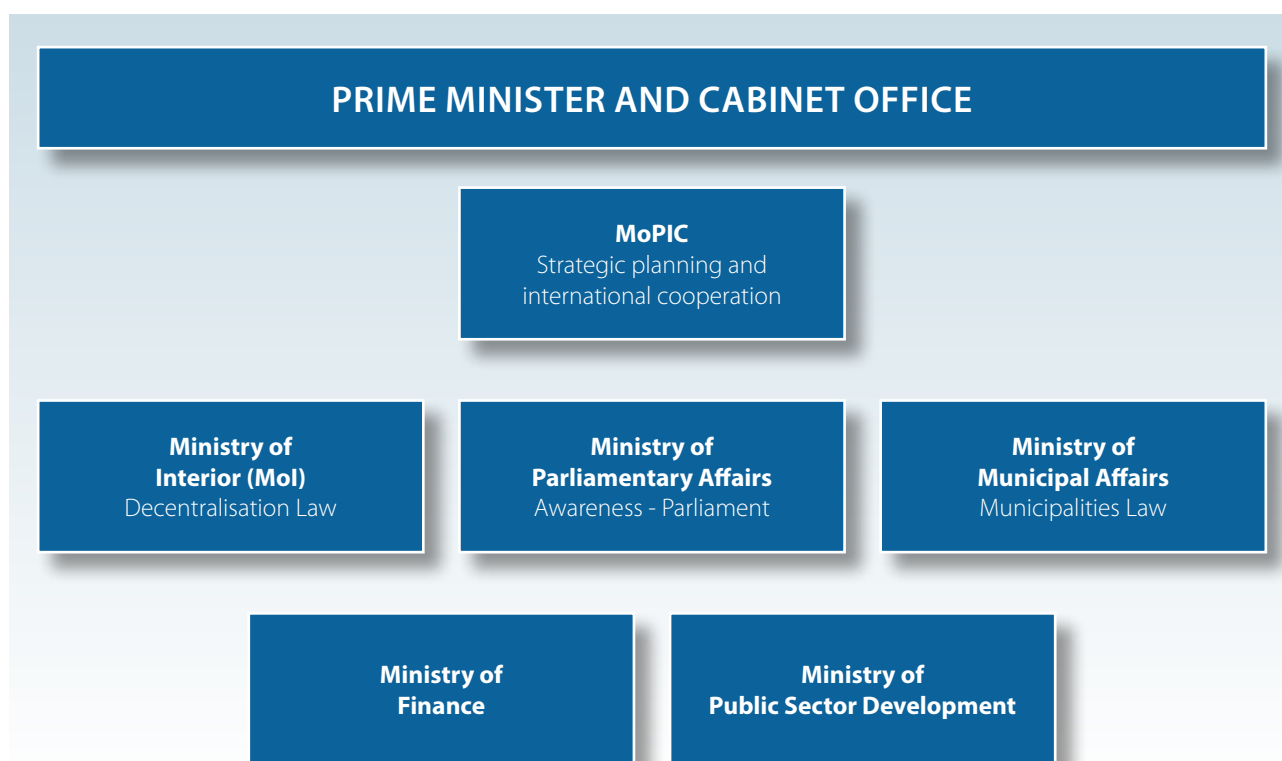 PRIME MINISTER AND CABINET OFFICE
MoPIC
Strategic planning and
international cooperation
Ministry of
Interior (MoI)
Decentralisation Law
Ministry of
Parliamentary Affairs
Awareness - Parliament
Ministry of
Municipal Affairs
Municipalities Law
Ministry of
Finance
Ministry of
Public Sector Development